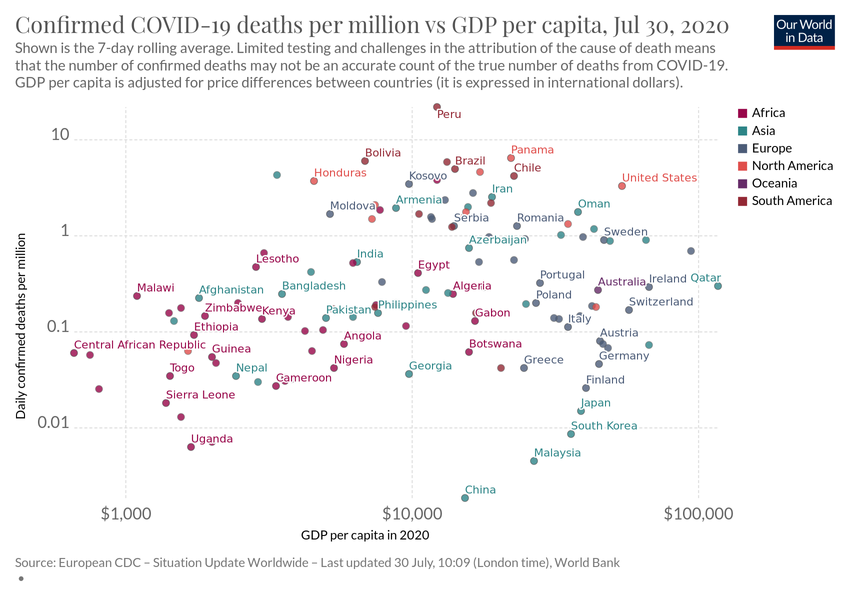 Confirmed COVID-19 deaths per million vs GDP per capita, Jul 30, 2020
Our World
in Data
Shown is the 7-day rolling average. Limited testing and challenges in the attribution of the cause of death means
that the number of confirmed deaths may not be an accurate count of the true number of deaths from COVID-19.
GDP per capita is adjusted for price differences between countries (it is expressed in international dollars).
Daily confirmed deaths per million
10
1
0.1
0.01
Peru
Bolivia
Honduras
Kosovo
Brazil
Panama
Chile
United States
Moldova
Armenia
Iran
Serbia
Romania
Oman
Azerbaijan
Sweden
Lesotho
India
Egypt
Malawi
Afghanistan
Bangladesh
Algeria
Portugal
Australia
Ireland
Qatar
Zimbabwe
Kenya
Pakistan
Philippines
Gabon
Poland
Switzerland
Ethiopia
Italy
Central African Republic
Guinea
Angola
Botswana
Austria
Togo
Nepal
Nigeria
Georgia
Greece
Germany
Cameroon
Finland
Sierra Leone
Japan
Uganda
South Korea
Malaysia
China
Africa
Asia
Europe
North America
Oceania
South America
$1,000
$10,000
$100,000
GDP per capita in 2020
Source: European CDC – Situation Update Worldwide – Last updated 30 July, 10:09 (London time), World Bank